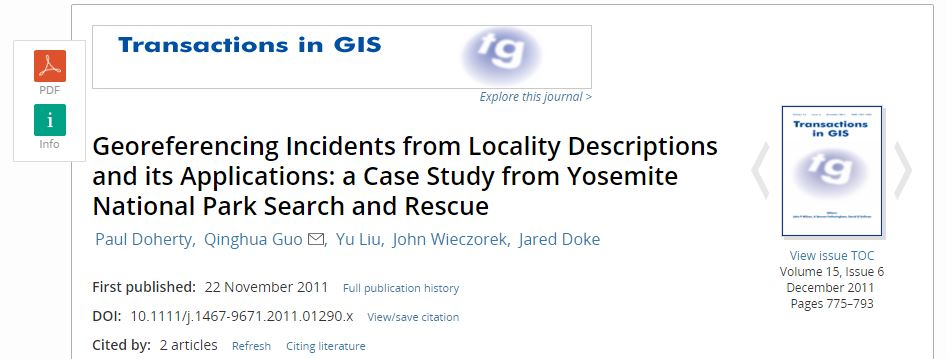 Transactions in GIS
tg
Explore this journal >
PDF
i
Info
Georeferencing Incidents from Locality Descriptions
and its Applications: a Case Study from Yosemite
National Park Search and Rescue
Paul Doherty, Qinghua Guo, Yu Liu, John Wieczorek, Jared Doke
First published: 22 November 2011 Full publication history
DOI: 10.1111/j.1467-9671.2011.01290.x View/save citation
Cited by: 2 articles Refresh Citing literature
Transactions
in GIS
tg
View issue TOC
Volume 15, Issue 6
December 2011
Pages 775–793